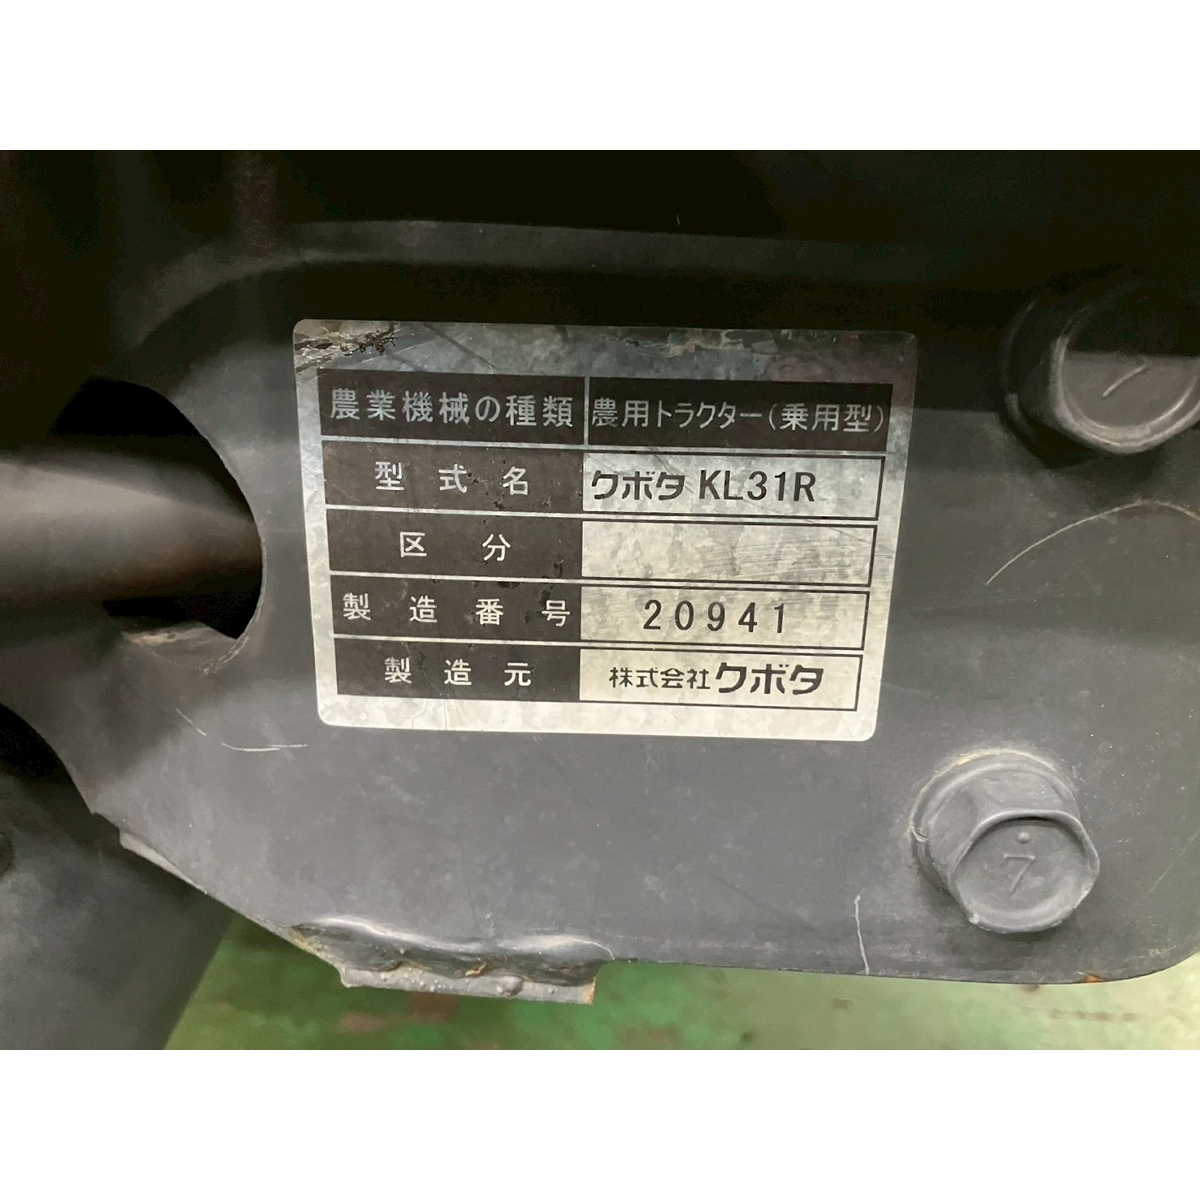 農業機械の種類 農用トラクター(乗用型)
型式名 クボタ KL31R
区分
製造番号 20941
製造元 株式会社クボタ
7
7